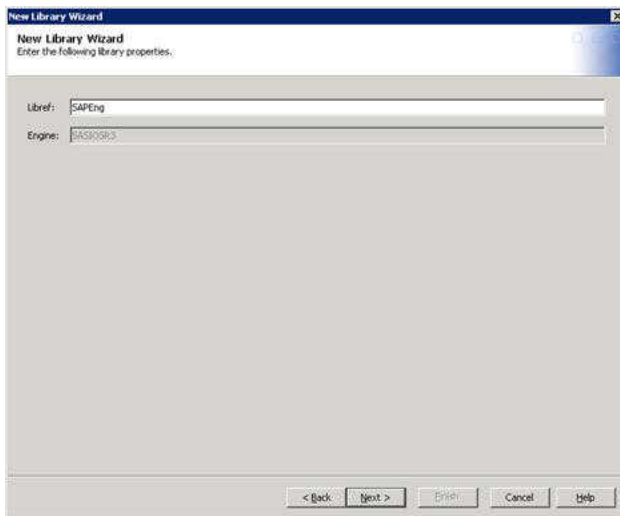 New Library Wizard
New Library Wizard
Enter the following library properties.
Libref: SAPEng
Engine: SASIOSR3
< Back Next > Finish Cancel Help